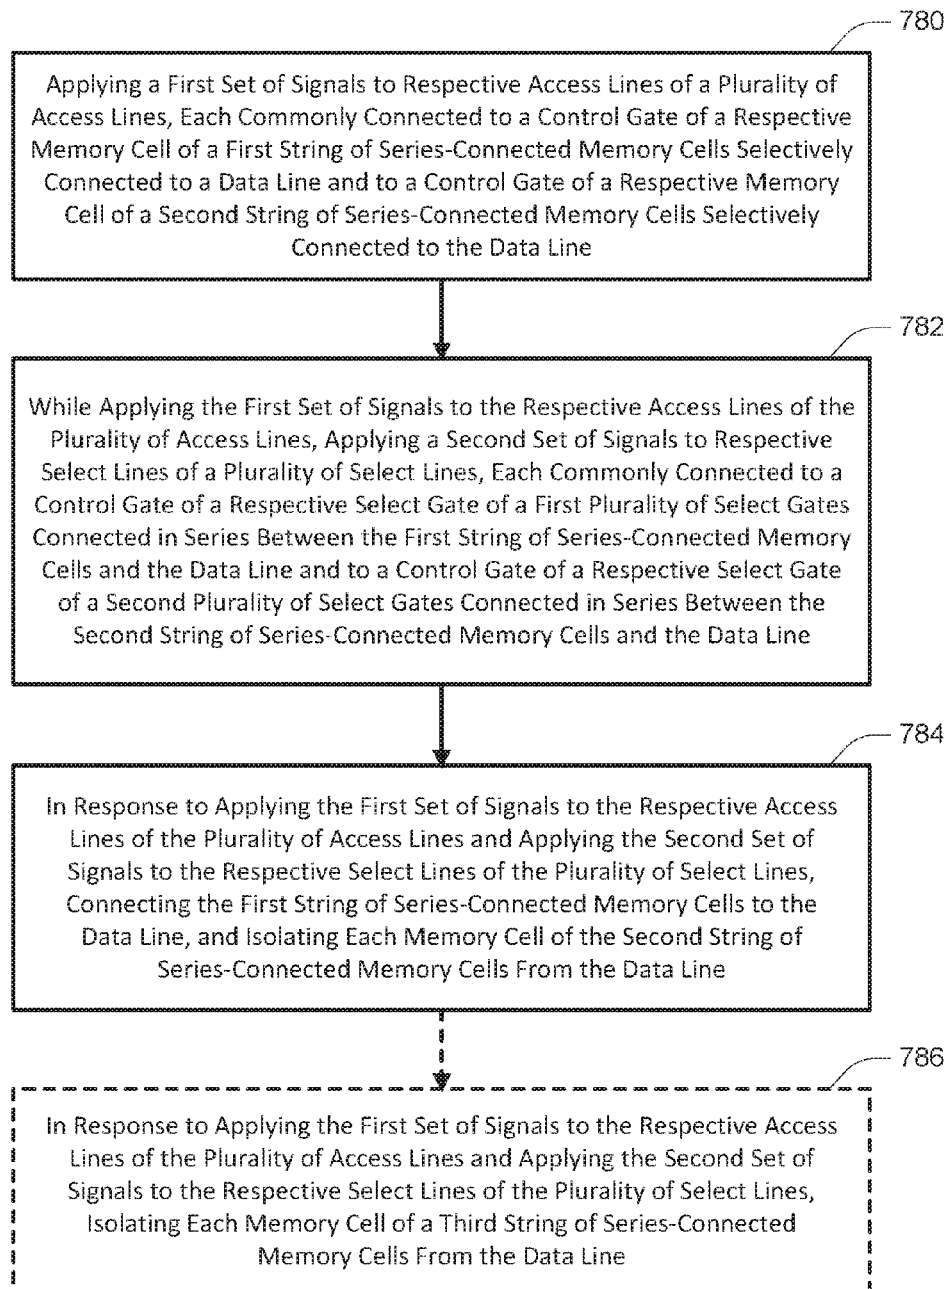 780
Applying a First Set of Signals to Respective Access Lines of a Plurality of
Access Lines, Each Commonly Connected to a Control Gate of a Respective
Memory Cell of a First String of Series-Connected Memory Cells Selectively
Connected to a Data Line and to a Control Gate of a Respective Memory
Cell of a Second String of Series-Connected Memory Cells Selectively
Connected to the Data Line
782
While Applying the First Set of Signals to the Respective Access Lines of the
Plurality of Access Lines, Applying a Second Set of Signals to Respective
Select Lines of a Plurality of Select Lines, Each Commonly Connected to a
Control Gate of a Respective Select Gate of a First Plurality of Select Gates
Connected in Series Between the First String of Series-Connected Memory
Cells and the Data Line and to a Control Gate of a Respective Select Gate
of a Second Plurality of Select Gates Connected in Series Between the
Second String of Series-Connected Memory Cells and the Data Line
784
In Response to Applying the First Set of Signals to the Respective Access
Lines of the Plurality of Access Lines and Applying the Second Set of
Signals to the Respective Select Lines of the Plurality of Select Lines,
Connecting the First String of Series-Connected Memory Cells to the
Data Line, and Isolating Each Memory Cell of the Second String of
Series-Connected Memory Cells From the Data Line
786
In Response to Applying the First Set of Signals to the Respective Access
Lines of the Plurality of Access Lines and Applying the Second Set of
Signals to the Respective Select Lines of the Plurality of Select Lines,
Isolating Each Memory Cell of a Third String of Series-Connected
Memory Cells From the Data Line